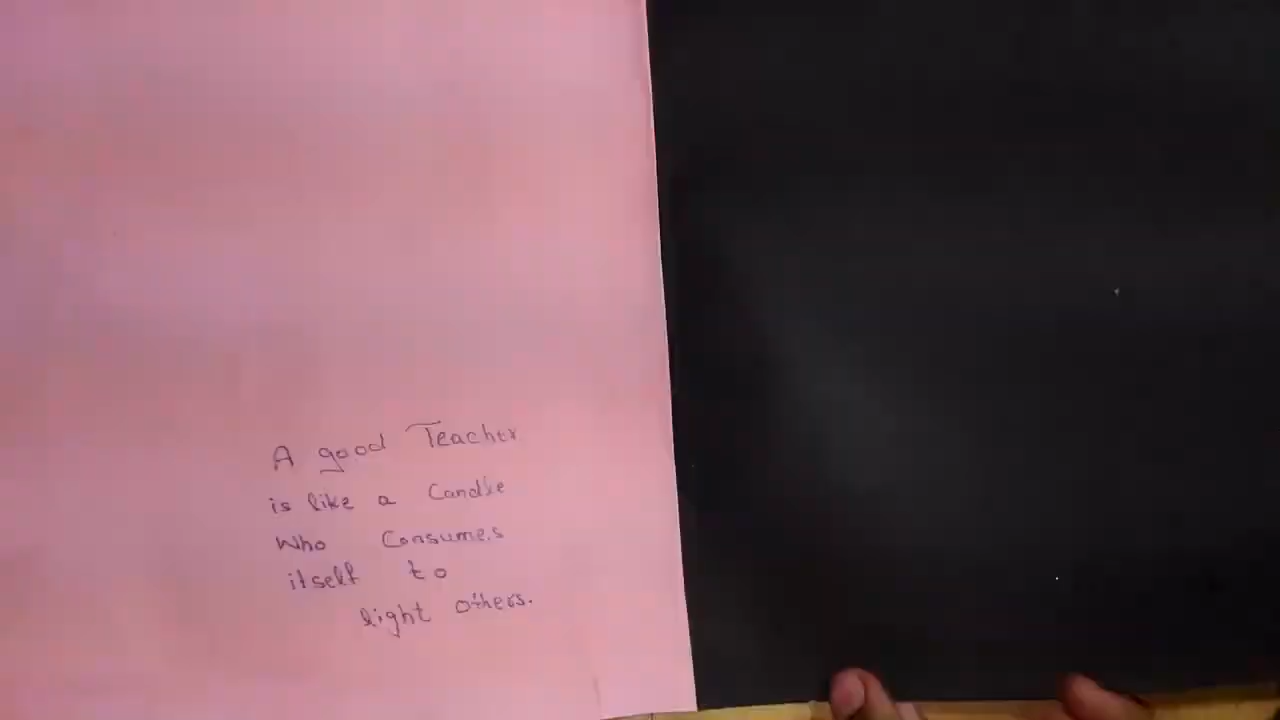 A good Teacher
is like a Candle
Who Consumes
itself to
light others.